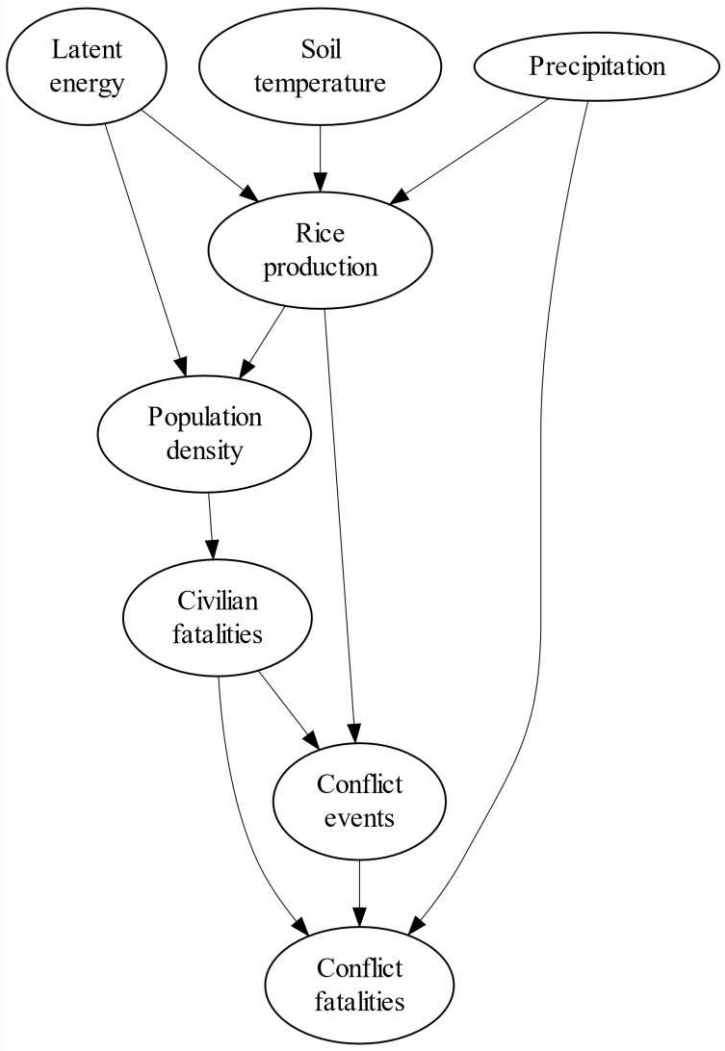 Latent
energy
Soil
temperature
Precipitation
Rice
production
Population
density
Civilian
fatalities
Conflict
events
Conflict
fatalities